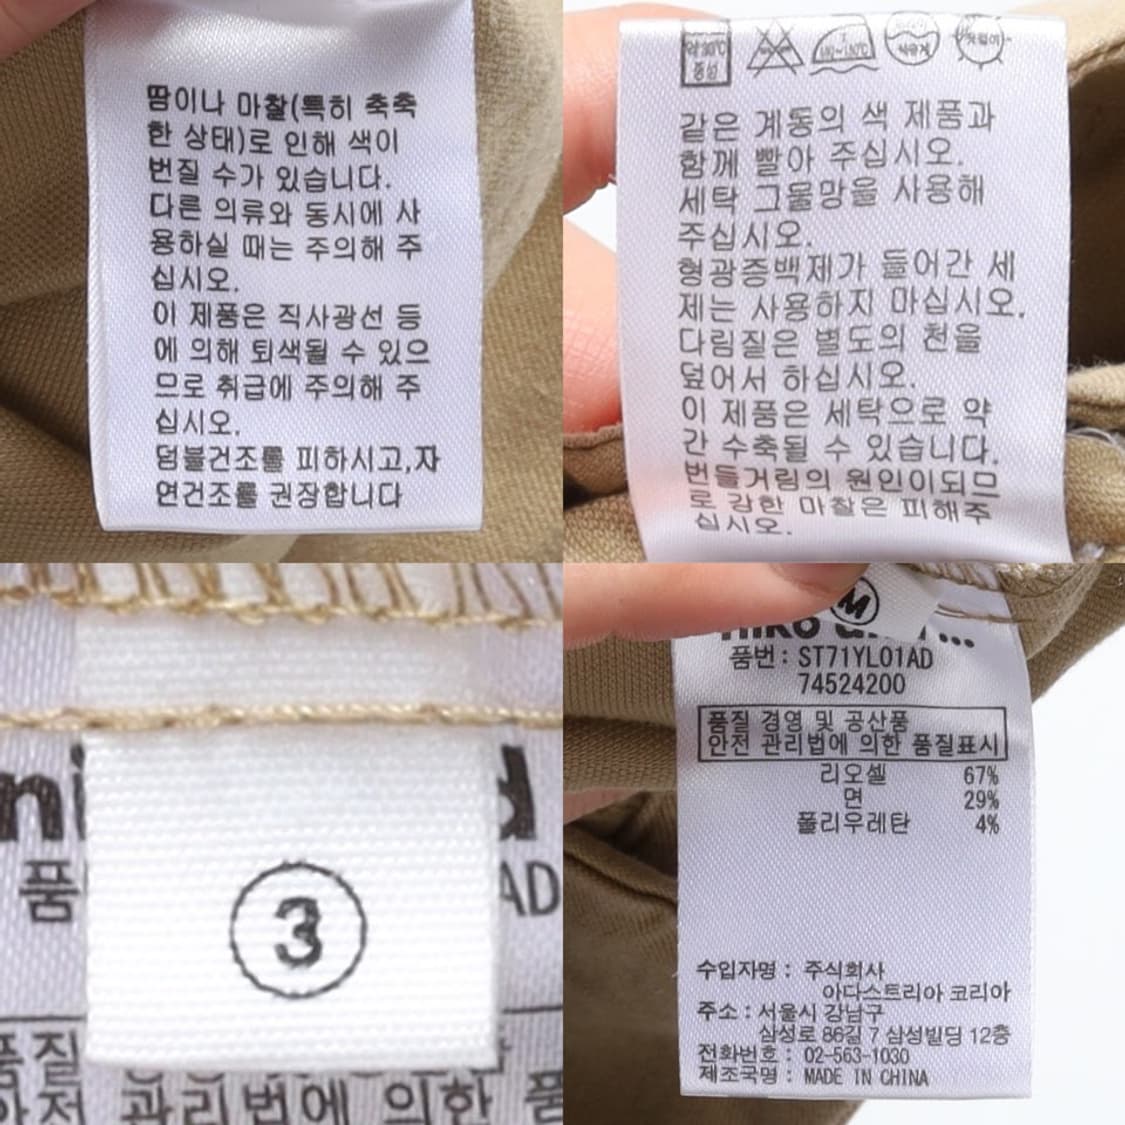 땀이나 마찰(특히 축축
한 상태)로 인해 색이
번질 수가 있습니다.
다른 의류와 동시에 사
용하실 때는 주의해 주
십시오.
이 제품은 직사광선 등
에 의해 퇴색될 수 있으
므로 취급에 주의해 주
십시오.
덤블건조를 피하시고,자
연건조를 권장합니다
중성
같은 계통의 색 제품과
함께 빨아 주십시오.
세탁 그물망을 사용해
주십시오.
형광증백제가 들어간 세
제는 사용하지 마십시오.
다림질은 별도의 천을
덮어서 하십시오.
이 제품은 세탁으로 약
간 수축될 수 있습니다.
번들거림의 원인이되므
로 강한 마찰은 피해주
십시오.
품
AD
3
품질
안전 관리법에 의한 품
M
품번 : ST71YL01AD
74524200
품질 경영 및 공산품
안전 관리법에 의한 품질표시
리오셀 67%
면 29%
폴리우레탄 4%
수입자명 : 주식회사
아다스트리아 코리아
주소 : 서울시 강남구
삼성로 86길 7 삼성빌딩 12층
전화번호 : 02-563-1030
제조국명 : MADE IN CHINA